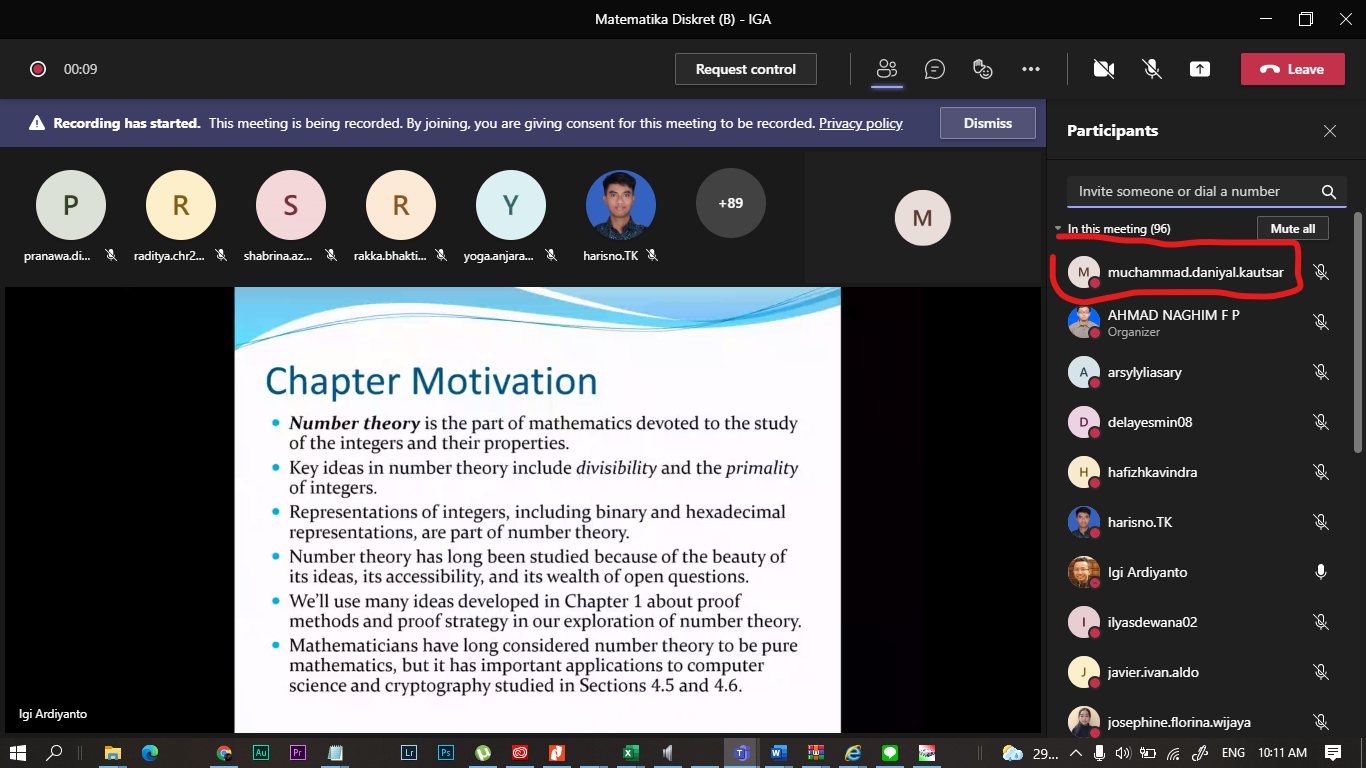 Matematika Diskret (B) - IGA
00:09
Request control
Leave
Recording has started. This meeting is being recorded. By joining, you are giving consent for this meeting to be recorded. Privacy policy
Dismiss
P
R
S
R
Y
+89
M
pranawa.di...
raditya.chr2...
shabrina.az...
rakka.bhakti...
yoga.anjara...
harisno.TK
Chapter Motivation
• Number theory is the part of mathematics devoted to the study
of the integers and their properties.
• Key ideas in number theory include divisibility and the primality
of integers.
• Representations of integers, including binary and hexadecimal
representations, are part of number theory.
• Number theory has long been studied because of the beauty of
its ideas, its accessibility, and its wealth of open questions.
• We'll use many ideas developed in Chapter 1 about proof
methods and proof strategy in our exploration of number theory.
• Mathematicians have long considered number theory to be pure
mathematics, but it has important applications to computer
science and cryptography studied in Sections 4.5 and 4.6.
Igi Ardiyanto
Participants
Invite someone or dial a number
In this meeting (96)
Mute all
M
muchammad.daniyal.kautsar
AHMAD NAGHIM F P
Organizer
A
arsylyliasary
D
delayesmin08
H
hafizhkavindra
harisno.TK
Igi Ardiyanto
I
ilyasdewana02
J
javier.ivan.aldo
josephine.florina.wijaya
Au
Pr
Lr
Ps
29...
ENG
10:11 AM